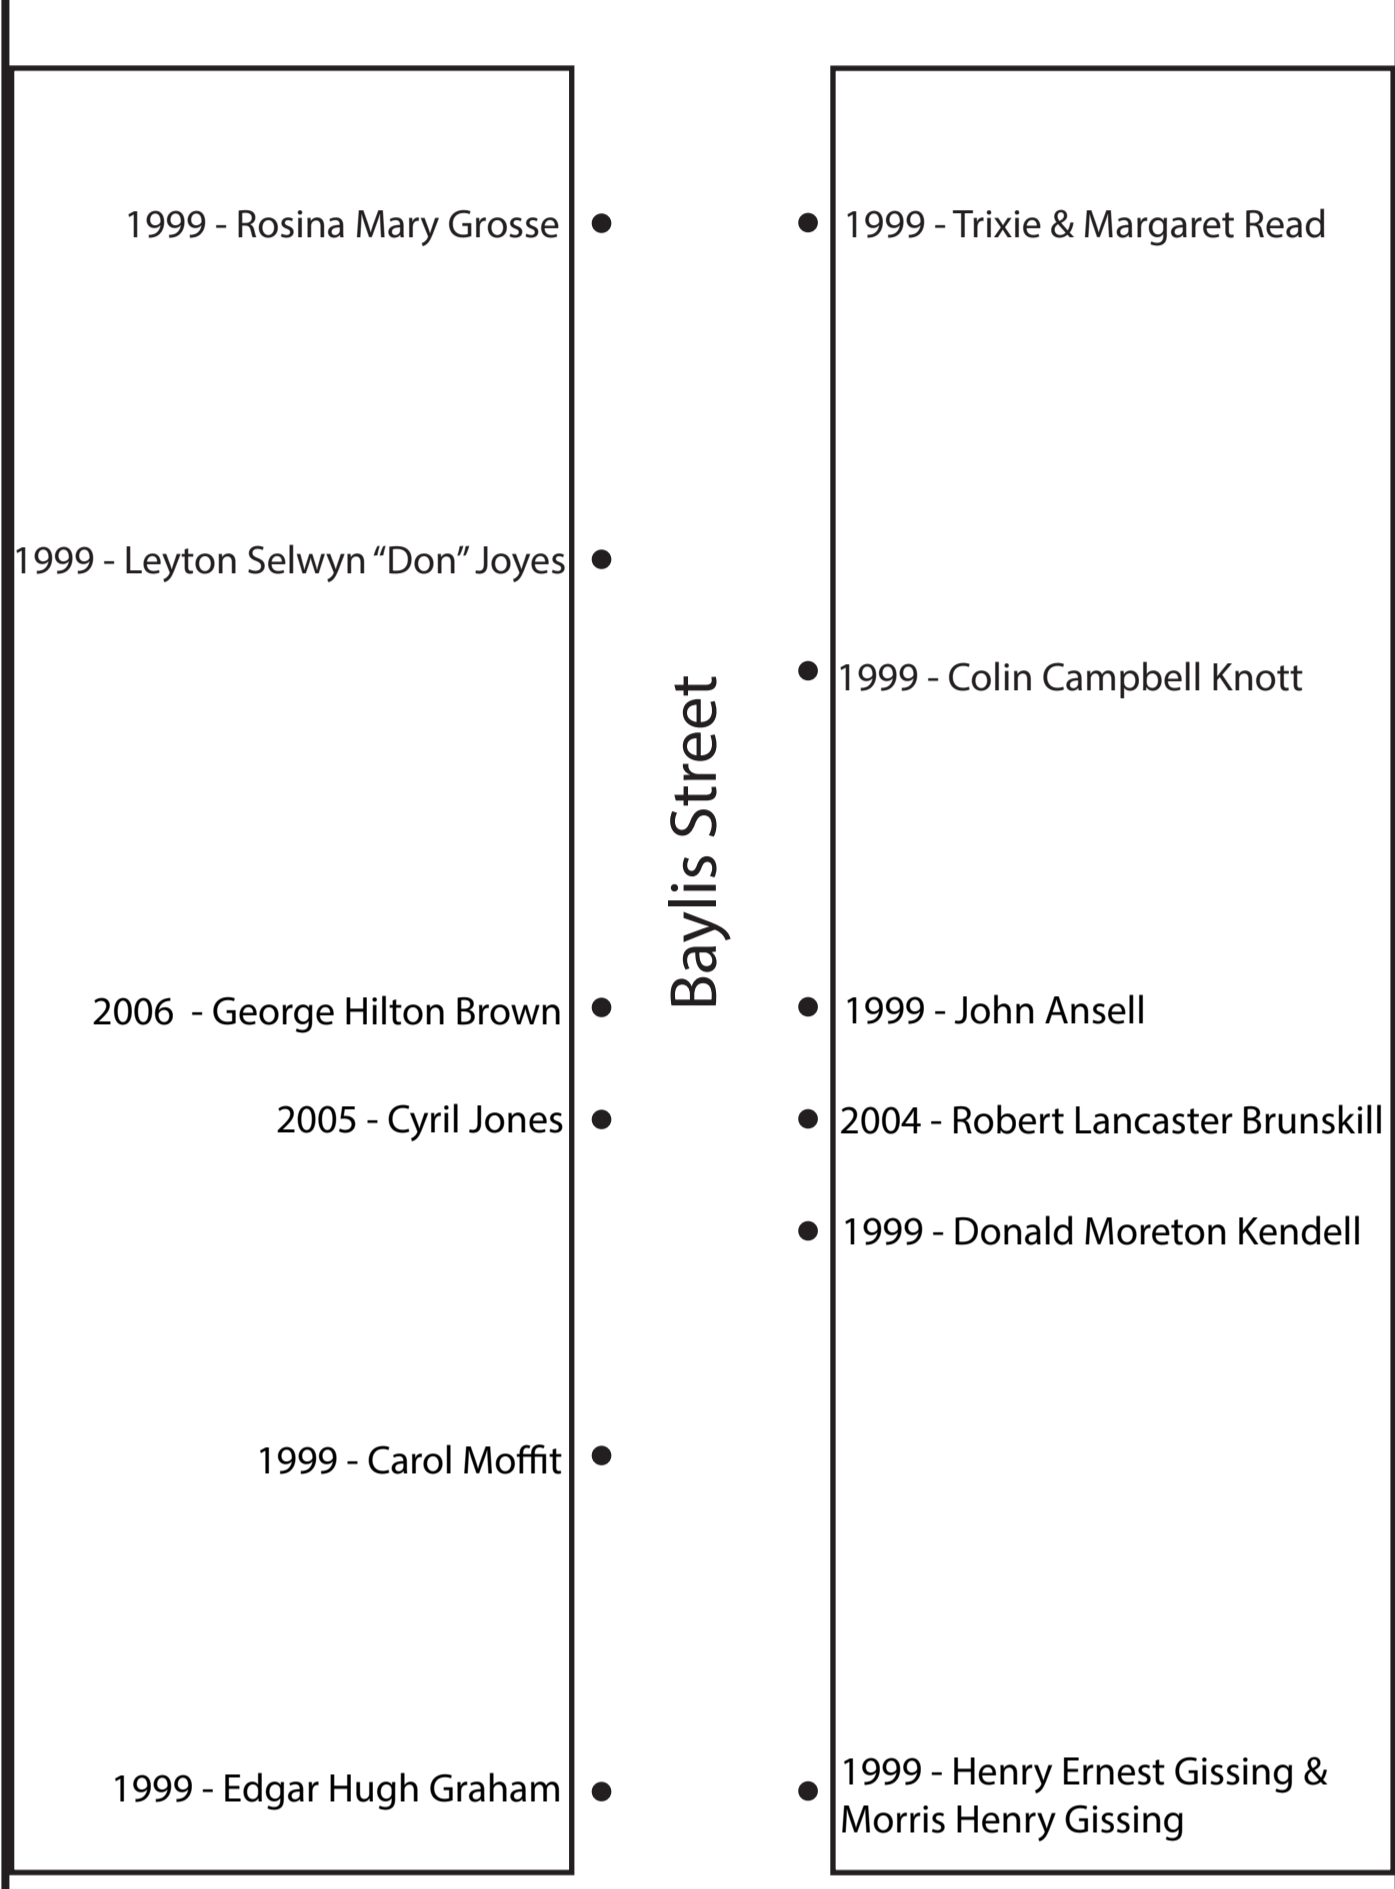 1999 - Rosina Mary Grosse
1999 - Trixie & Margaret Read
1999 - Leyton Selwyn “Don” Joyes
1999 - Colin Campbell Knott
Baylis Street
2006 - George Hilton Brown
1999 - John Ansell
2005 - Cyril Jones
2004 - Robert Lancaster Brunskill
1999 - Donald Moreton Kendell
1999 - Carol Moffit
1999 - Edgar Hugh Graham
1999 - Henry Ernest Gissing &
Morris Henry Gissing